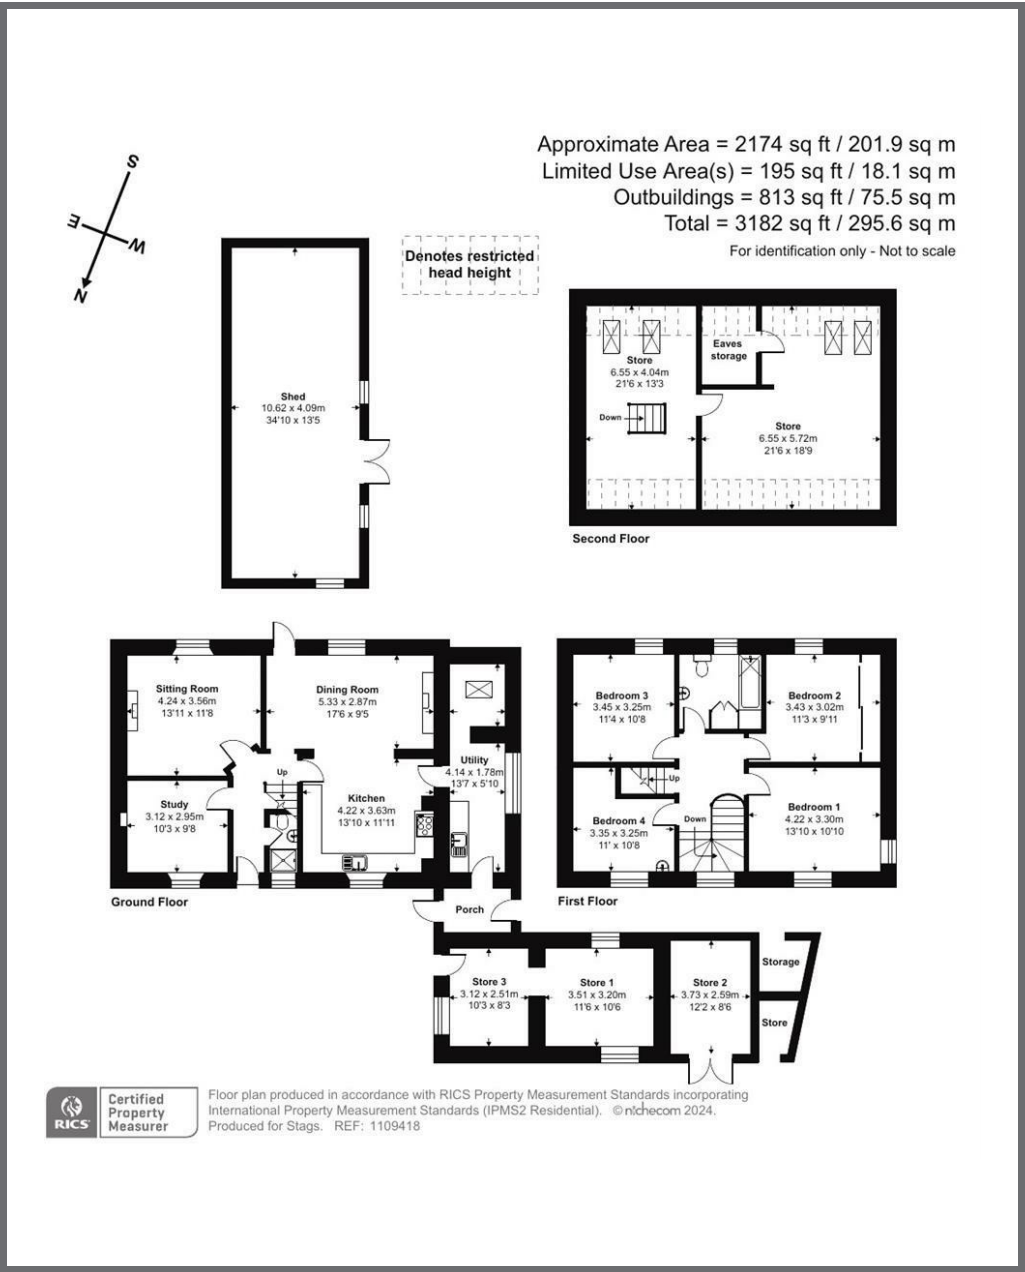 Approximate Area = 2174 sq ft / 201.9 sq m
Limited Use Area(s) = 195 sq ft / 18.1 sq m
Outbuildings = 813 sq ft / 75.5 sq m
Total = 3182 sq ft / 295.6 sq m
For identification only - Not to scale
S
E
W
N
Denotes restricted
head height
Shed
10.62 x 4.09m
34'10 x 13'5
Eaves
storage
Store
6.55 x 4.04m
21'6 x 13'3
Down
Store
6.55 x 5.72m
21'6 x 18'9
Second Floor
Sitting Room
4.24 x 3.56m
13'11 x 11'8
Dining Room
5.33 x 2.87m
17'6 x 9'5
Utility
4.14 x 1.78m
13'7 x 5'10
Up
Study
3.12 x 2.95m
10'3 x 9'8
Kitchen
4.22 x 3.63m
13'10 x 11'11
Ground Floor
Porch
Bedroom 3
3.45 x 3.25m
11'4 x 10'8
Bedroom 2
3.43 x 3.02m
11'3 x 9'11
Up
Bedroom 4
3.35 x 3.25m
11' x 10'8
Down
Bedroom 1
4.22 x 3.30m
13'10 x 10'10
First Floor
Store 3
3.12 x 2.51m
10'3 x 8'3
Store 1
3.51 x 3.20m
11'6 x 10'6
Store 2
3.73 x 2.59m
12'2 x 8'6
Storage
Store
RICS
Certified
Property
Measurer
Floor plan produced in accordance with RICS Property Measurement Standards incorporating
International Property Measurement Standards (IPMS2 Residential). © nichecom 2024.
Produced for Stags. REF: 1109418